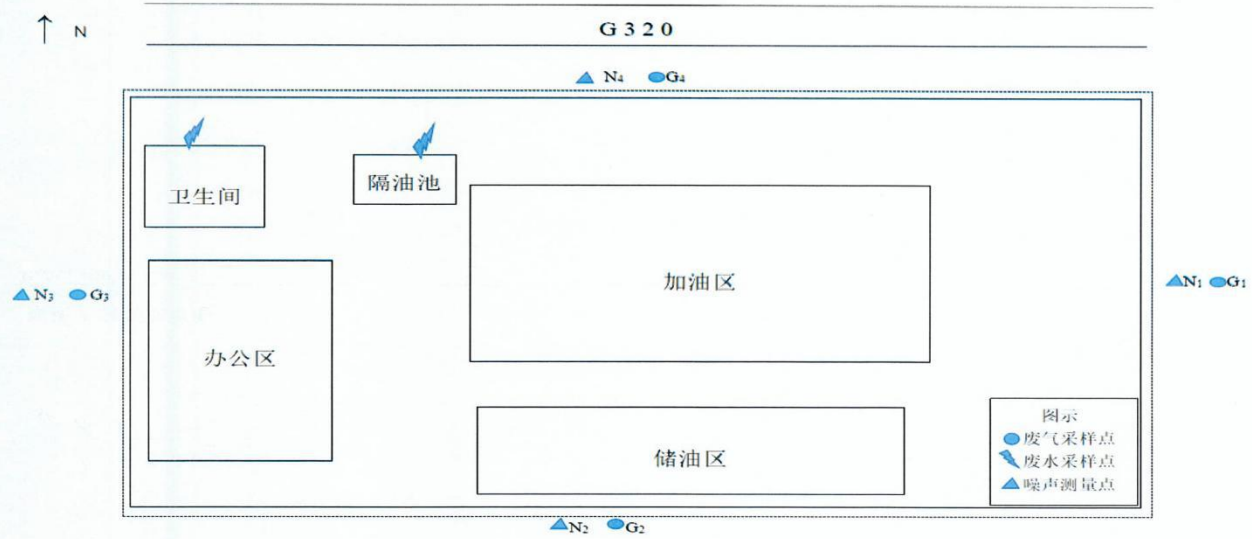 N
G320
N₄ G₄
卫生间
隔油池
加油区
N₃ G₃
N₁ G₁
办公区
储油区
图示
废气采样点
废水采样点
噪声测量点
N₂ G₂